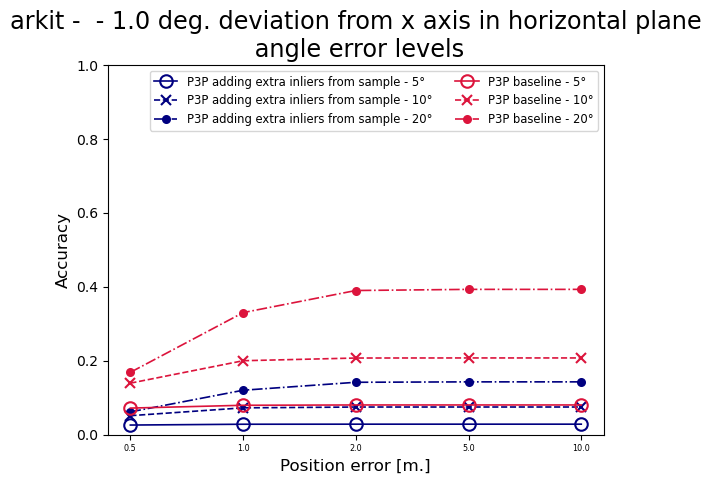 arkit -  - 1.0 deg. deviation from x axis in horizontal plane
angle error levels
P3P adding extra inliers from sample - 5°
P3P adding extra inliers from sample - 10°
P3P adding extra inliers from sample - 20°
P3P baseline - 5°
P3P baseline - 10°
P3P baseline - 20°
Accuracy
1.0
0.8
0.6
0.4
0.2
0.0
0.5 1.0 2.0 5.0 10.0
Position error [m.]